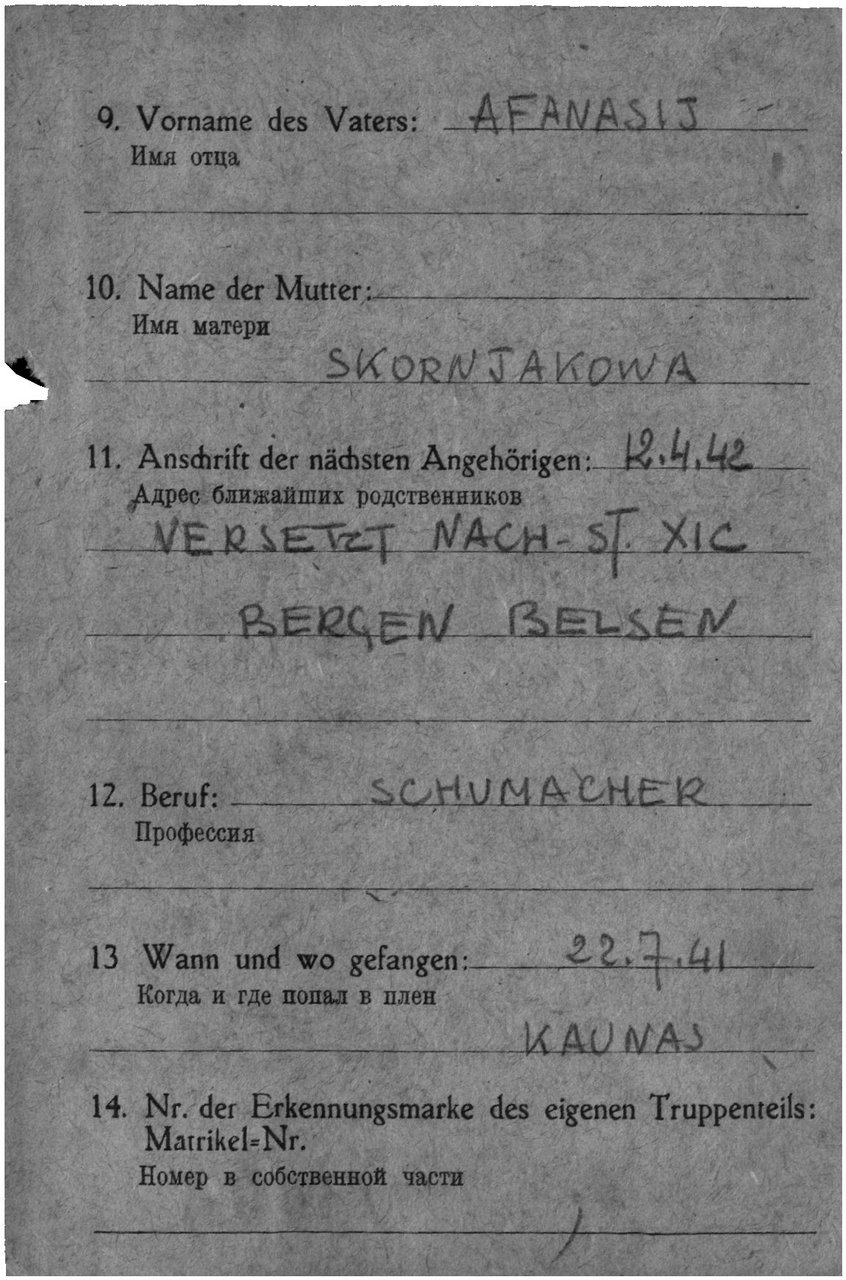 9. Vorname des Vaters: AFANASIJ
Имя отца
10. Name der Mutter:
Имя матери
SKORNJAKOWA
11. Anschrift der nächsten Angehörigen: 12.4.42
Адрес ближайших родственников
VERSETZT NACH - ST. XIC
BERGEN BELSEN
12. Beruf: SCHUMACHER
Профессия
13 Wann und wo gefangen: 22.7.41
Когда и где попал в плен
KAUNAS
14. Nr. der Erkennungsmarke des eigenen Truppenteils:
Matrikel=Nr.
Номер в собственной части